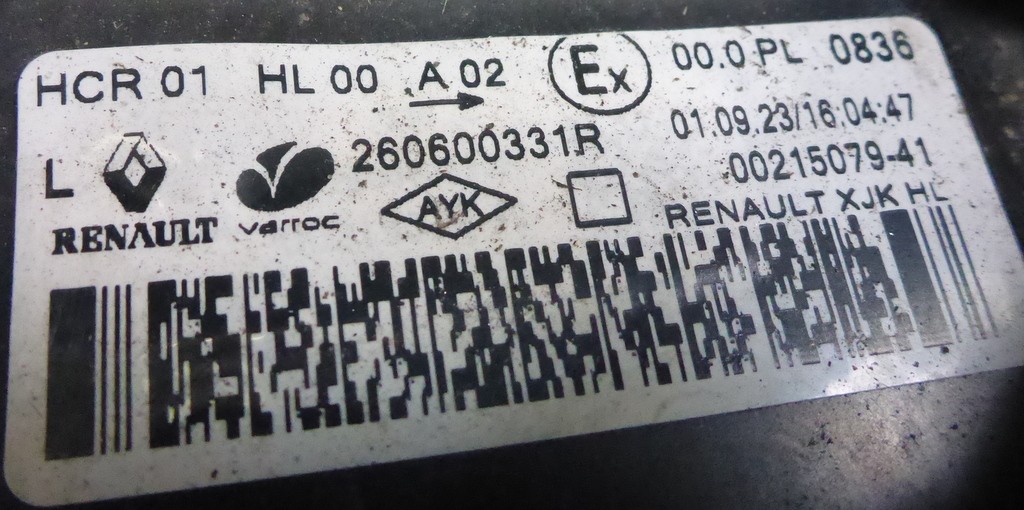 HCR 01 HL 00 A 02 Ex 00.0 PL 0836
01.09.23/16:04:47
L 260600331R 00215079-41
RENAULT varroc AYK RENAULT XJK HL